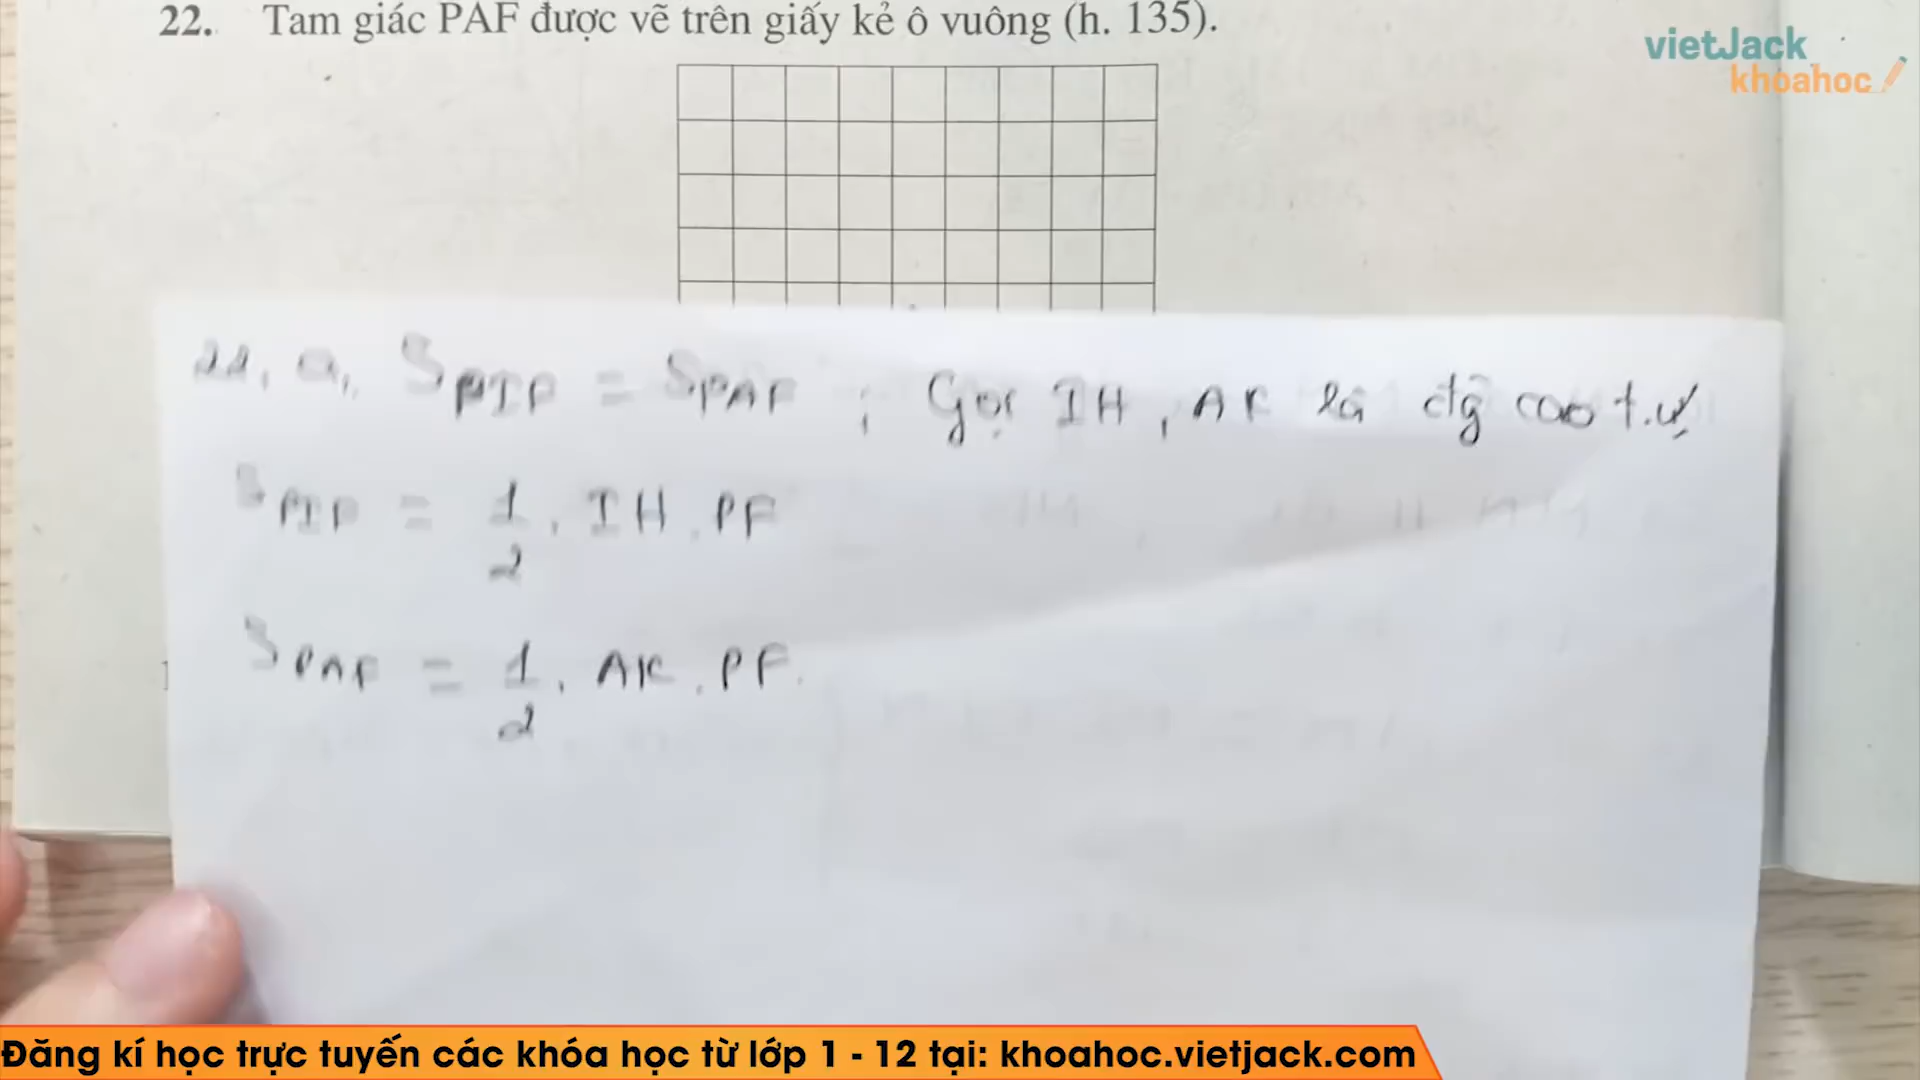 22. Tam giác PAF được vẽ trên giấy kẻ ô vuông (h. 135).
vietJack
khoahoc
22, a, S PIF = S PAF ; Gọi IH, AK là đg cao t.ự
S PIF = 1/2 . IH . PF
S PAF = 1/2 . AK . PF.
Đăng kí học trực tuyến các khóa học từ lớp 1 - 12 tại: khoahoc.vietjack.com